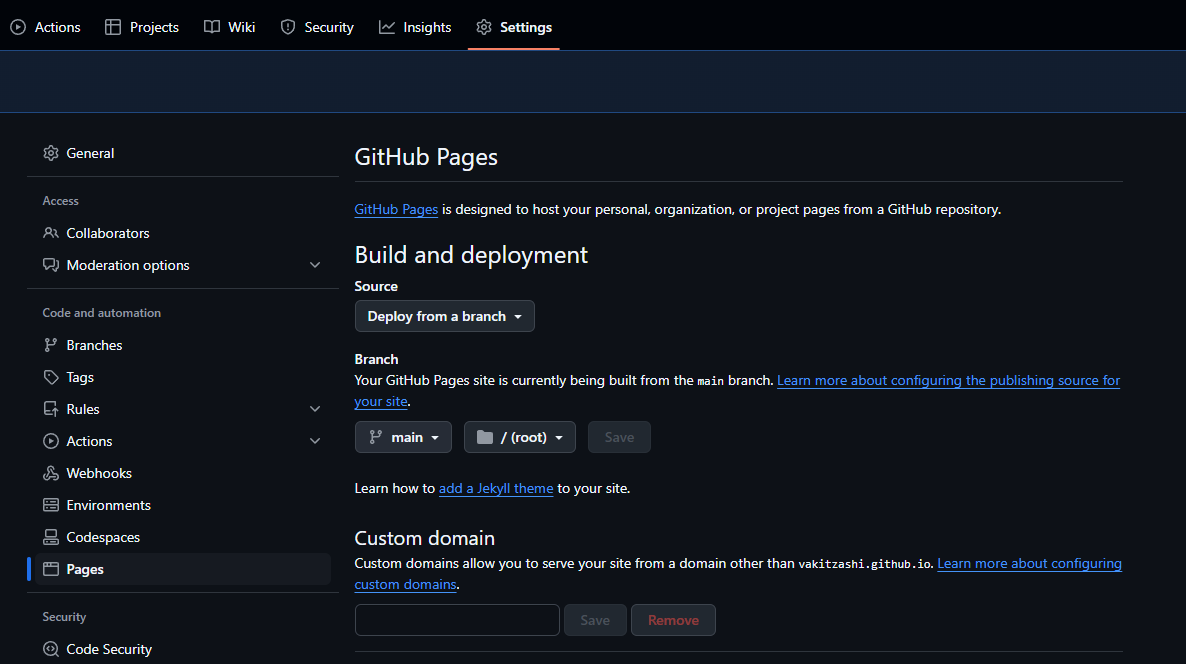 Actions Projects Wiki Security Insights Settings
General
Access
Collaborators
Moderation options
Code and automation
Branches
Tags
Rules
Actions
Webhooks
Environments
Codespaces
Pages
Security
Code Security
GitHub Pages
GitHub Pages is designed to host your personal, organization, or project pages from a GitHub repository.
Build and deployment
Source
Deploy from a branch
Branch
Your GitHub Pages site is currently being built from the main branch. Learn more about configuring the publishing source for
your site.
main / (root) Save
Learn how to add a Jekyll theme to your site.
Custom domain
Custom domains allow you to serve your site from a domain other than vakitzashi.github.io. Learn more about configuring
custom domains.
Save Remove